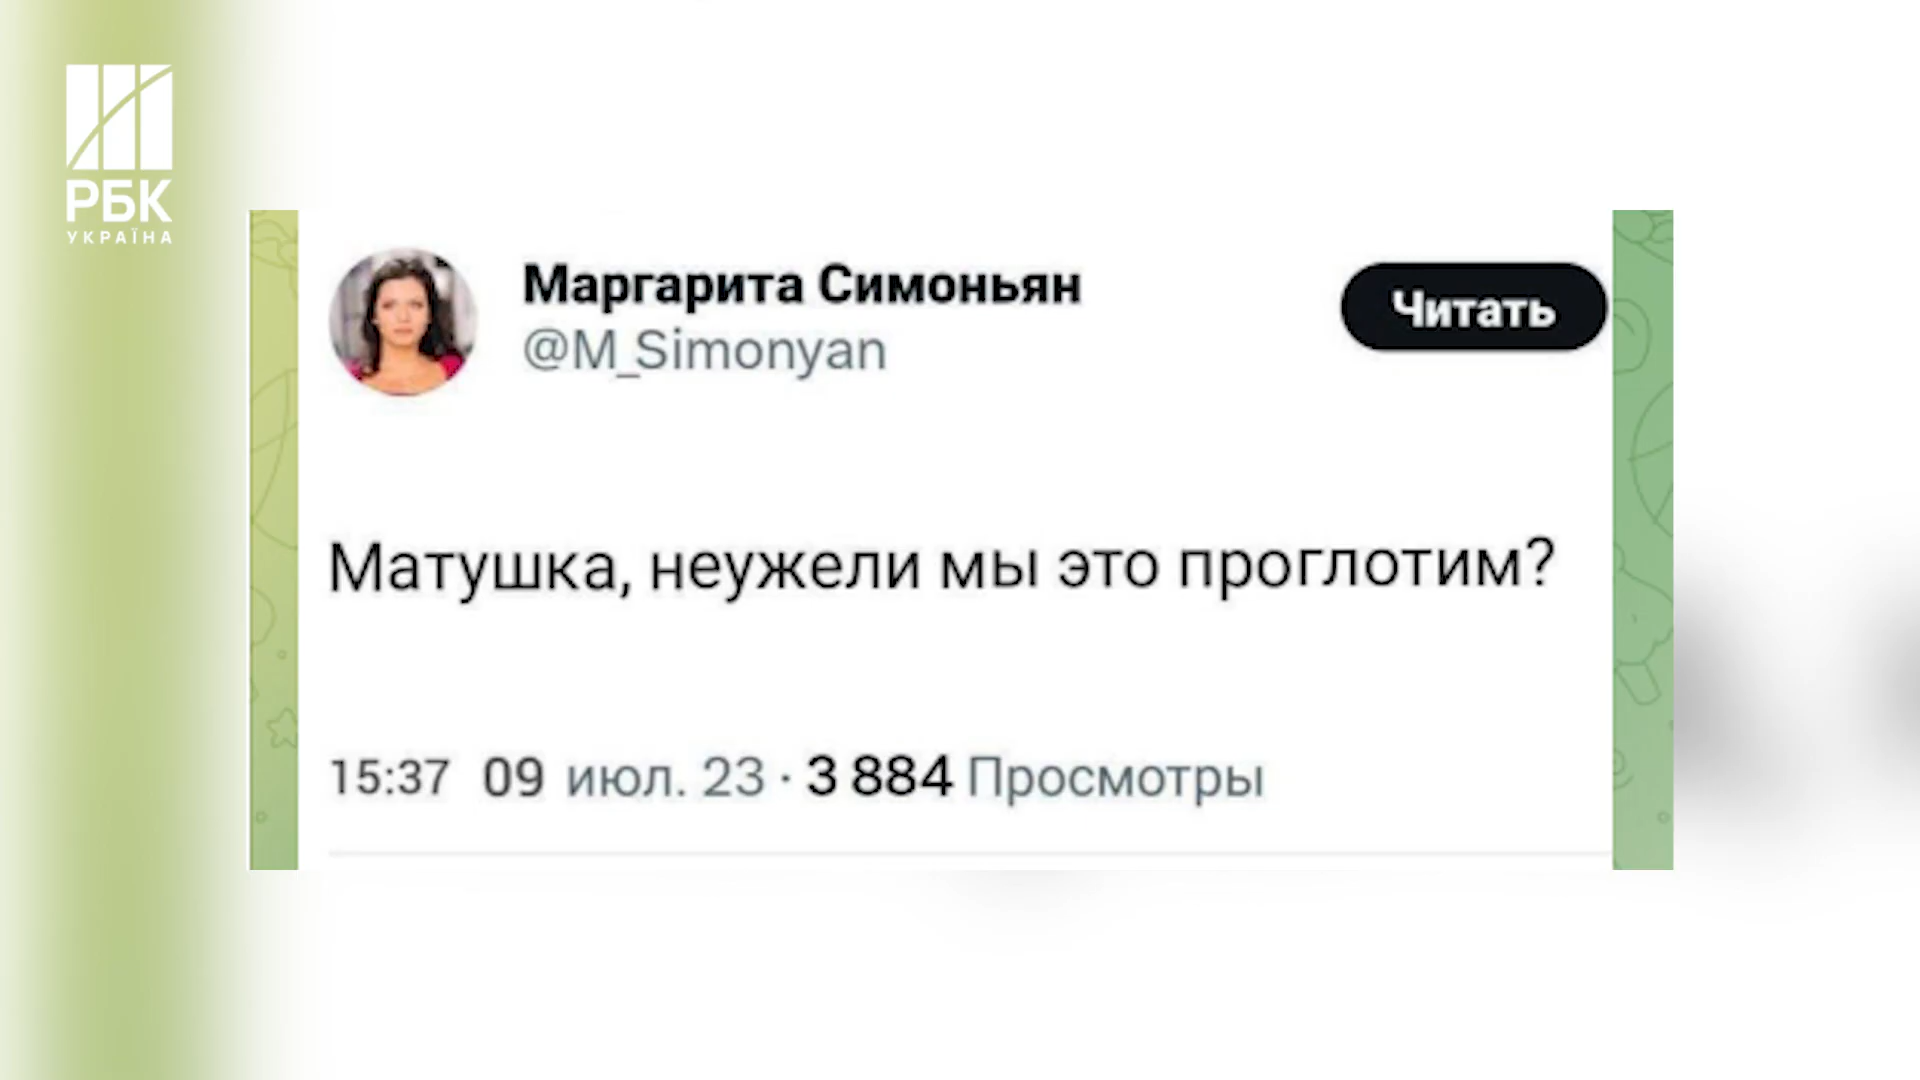 РБК
УКРАЇНА
Маргарита Симоньян
@M_Simonyan
Читать
Матушка, неужели мы это проглотим?
15:37 09 июл. 23 · 3 884 Просмотры